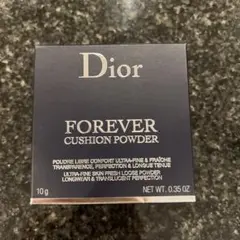 Dior
FOREVER
CUSHION POWDER
POUDRE LIBRE CONFORT ULTRA-FINE & FRAÎCHE
TRANSPARENCE, PERFECTION & LONGUE TENUE
ULTRA-FINE SKIN FRESH LOOSE POWDER
LONGWEAR & TRANSLUCENT PERFECTION
10 g
NET WT. 0.35 OZ.